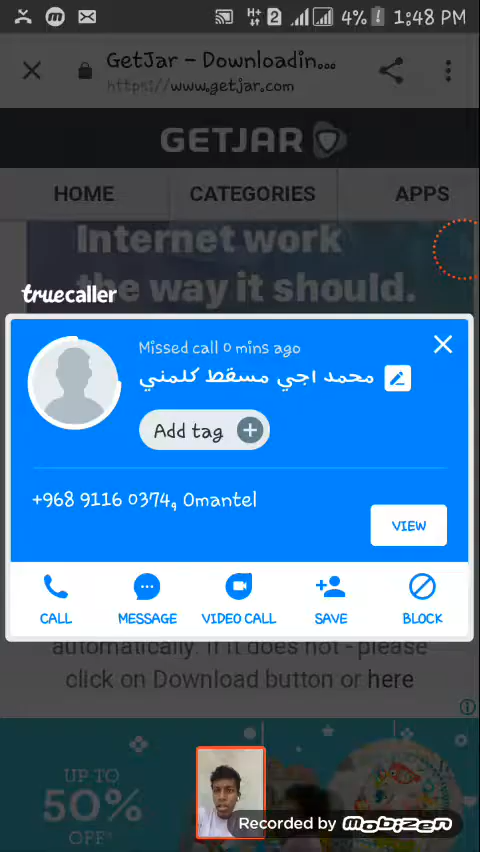 4% 1:48 PM
GetJar – Downloadin...
https://www.getjar.com
GETJAR
HOME CATEGORIES APPS
Internet work
the way it should.
truecaller
Missed call 0 mins ago
محمد اجي مسقط كلمني
Add tag
+968 9116 0374, Omantel
VIEW
CALL MESSAGE VIDEO CALL SAVE BLOCK
automatically. If it does not - please
click on Download button or here
UP TO
50%
OFF
Recorded by mobizen